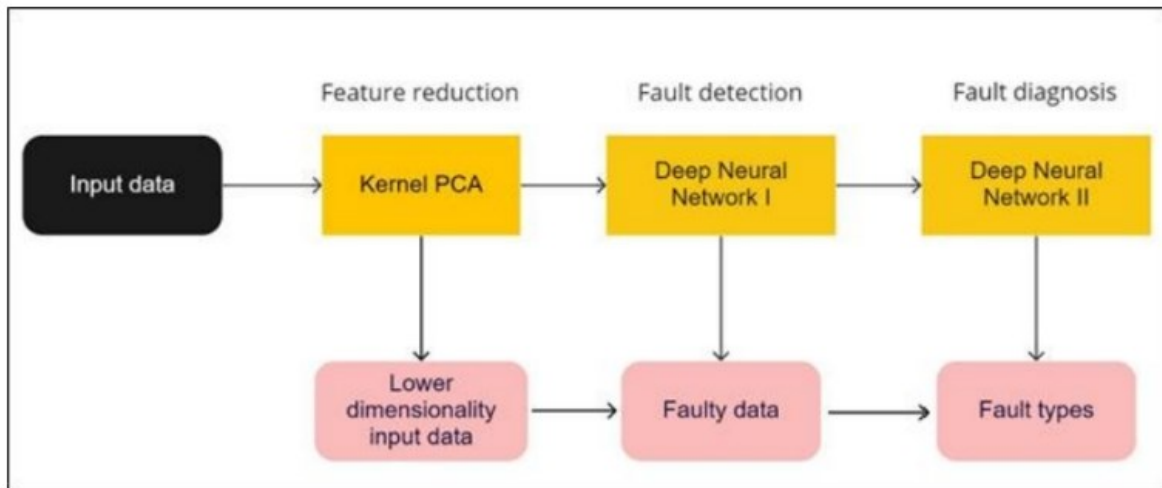 Feature reduction
Fault detection
Fault diagnosis
Input data
Kernel PCA
Deep Neural
Network I
Deep Neural
Network II
Lower
dimensionality
input data
Faulty data
Fault types